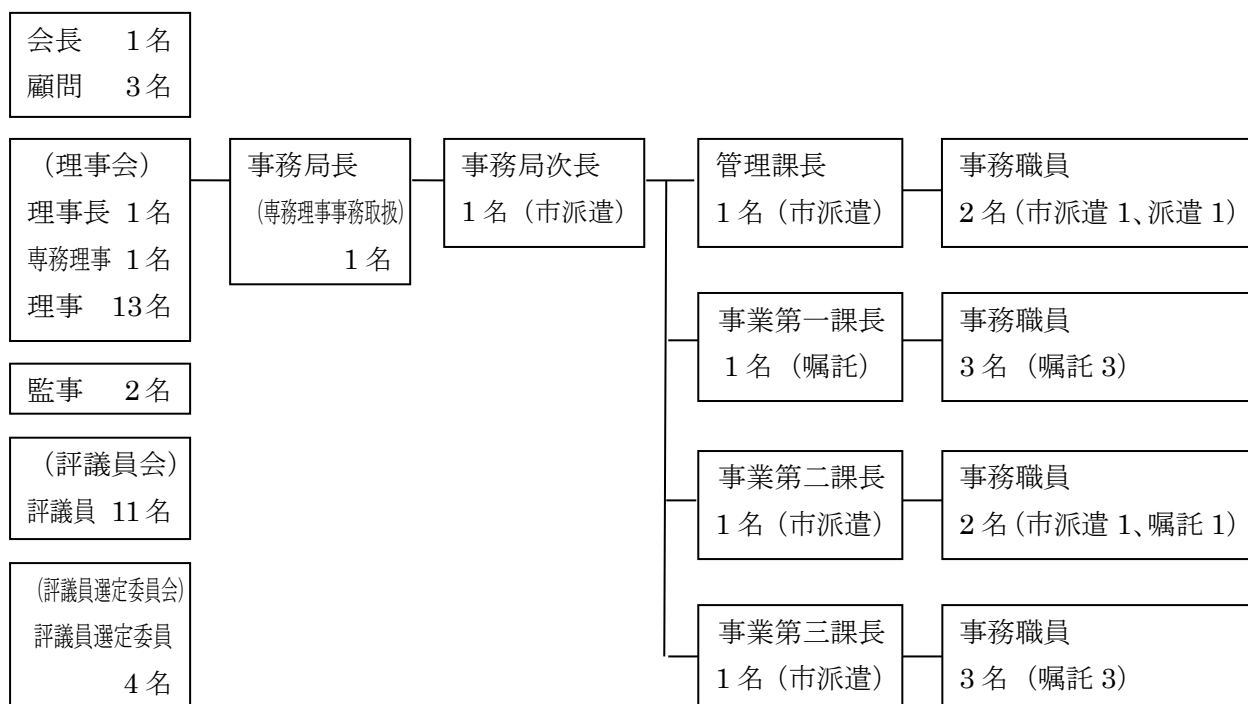 会長 1名
顧問 3名
(理事会)
理事長 1名
専務理事 1名
理事 13名
監事 2名
(評議員会)
評議員 11名
(評議員選定委員会)
評議員選定委員
4名
事務局長
(専務理事事務取扱)
1名
事務局次長
1名(市派遣)
管理課長
1名(市派遣)
事務職員
2名(市派遣1、派遣1)
事業第一課長
1名(嘱託)
事務職員
3名(嘱託3)
事業第二課長
1名(市派遣)
事務職員
2名(市派遣1、嘱託1)
事業第三課長
1名(市派遣)
事務職員
3名(嘱託3)